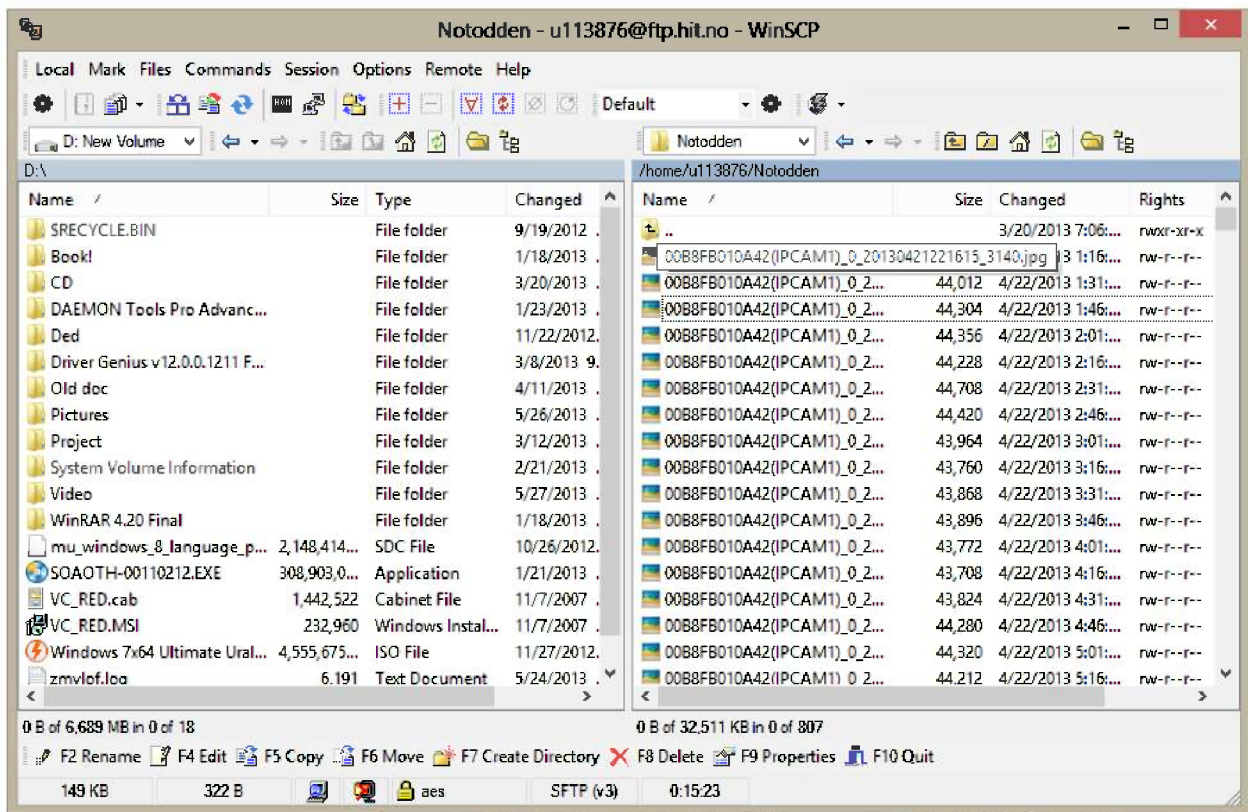 Notodden - u113876@ftp.hit.no - WinSCP
Local Mark Files Commands Session Options Remote Help
Default
D: New Volume
Notodden
D:\
/home/u113876/Notodden
Name Size Type Changed
Name Size Changed Rights
$RECYCLE.BIN File folder 9/19/2012 .
.. 3/20/2013 7:06:... rwxr-xr-x
Book! File folder 1/18/2013 .
00B8FB010A42(IPCAM1)_0_20130421221615_3140.jpg 3 1:16:... rw-r--r--
CD File folder 3/20/2013 .
00B8FB010A42(IPCAM1)_0_2... 44,012 4/22/2013 1:31:... rw-r--r--
DAEMON Tools Pro Advanc... File folder 1/23/2013 .
00B8FB010A42(IPCAM1)_0_2... 44,304 4/22/2013 1:46:... rw-r--r--
Ded File folder 11/22/2012.
00B8FB010A42(IPCAM1)_0_2... 44,356 4/22/2013 2:01:... rw-r--r--
Driver Genius v12.0.0.1211 F... File folder 3/8/2013 9.
00B8FB010A42(IPCAM1)_0_2... 44,228 4/22/2013 2:16:... rw-r--r--
Old doc File folder 4/11/2013 .
00B8FB010A42(IPCAM1)_0_2... 44,708 4/22/2013 2:31:... rw-r--r--
Pictures File folder 5/26/2013 .
00B8FB010A42(IPCAM1)_0_2... 44,420 4/22/2013 2:46:... rw-r--r--
Project File folder 3/12/2013 .
00B8FB010A42(IPCAM1)_0_2... 43,964 4/22/2013 3:01:... rw-r--r--
System Volume Information File folder 2/21/2013 .
00B8FB010A42(IPCAM1)_0_2... 43,760 4/22/2013 3:16:... rw-r--r--
Video File folder 5/27/2013 .
00B8FB010A42(IPCAM1)_0_2... 43,868 4/22/2013 3:31:... rw-r--r--
WinRAR 4.20 Final File folder 1/18/2013 .
00B8FB010A42(IPCAM1)_0_2... 43,896 4/22/2013 3:46:... rw-r--r--
mu_windows_8_language_p... 2,148,414... SDC File 10/26/2012.
00B8FB010A42(IPCAM1)_0_2... 43,772 4/22/2013 4:01:... rw-r--r--
SOAOTH-00110212.EXE 308,903,0... Application 1/21/2013 .
00B8FB010A42(IPCAM1)_0_2... 43,708 4/22/2013 4:16:... rw-r--r--
VC_RED.cab 1,442,522 Cabinet File 11/7/2007 .
00B8FB010A42(IPCAM1)_0_2... 43,824 4/22/2013 4:31:... rw-r--r--
VC_RED.MSI 232,960 Windows Instal... 11/7/2007 .
00B8FB010A42(IPCAM1)_0_2... 44,280 4/22/2013 4:46:... rw-r--r--
Windows 7x64 Ultimate Ural... 4,555,675... ISO File 11/27/2012.
00B8FB010A42(IPCAM1)_0_2... 44,320 4/22/2013 5:01:... rw-r--r--
zmvlof.log 6,191 Text Document 5/24/2013 .
00B8FB010A42(IPCAM1)_0_2... 44,212 4/22/2013 5:16:... rw-r--r--
0 B of 6,689 MB in 0 of 18
0 B of 32,511 KB in 0 of 807
F2 Rename F4 Edit F5 Copy F6 Move F7 Create Directory F8 Delete F9 Properties F10 Quit
149 KB 322 B aes SFTP (v3) 0:15:23